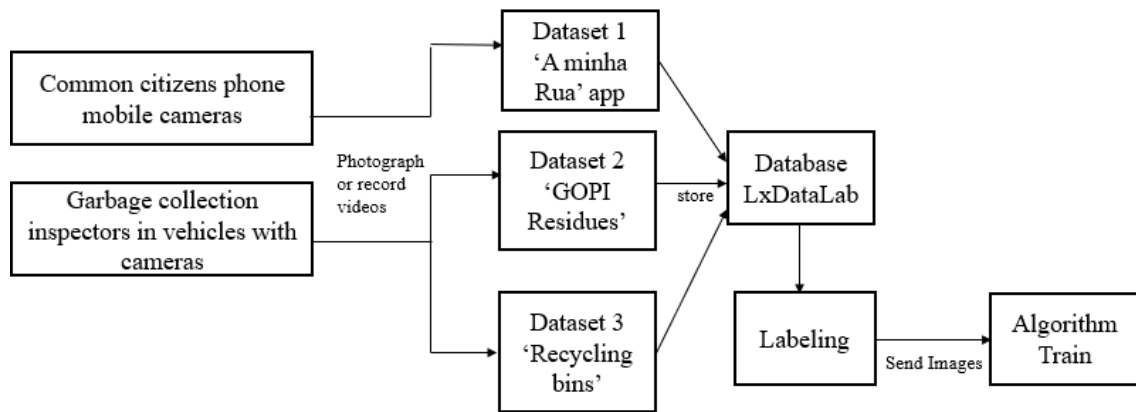 Common citizens phone
mobile cameras
Garbage collection
inspectors in vehicles with
cameras
Photograph
or record
videos
Dataset 1
‘A minha
Rua’ app
Dataset 2
‘GOPI
Residues’
Dataset 3
‘Recycling
bins’
store
Database
LxDataLab
Labeling
Send Images
Algorithm
Train